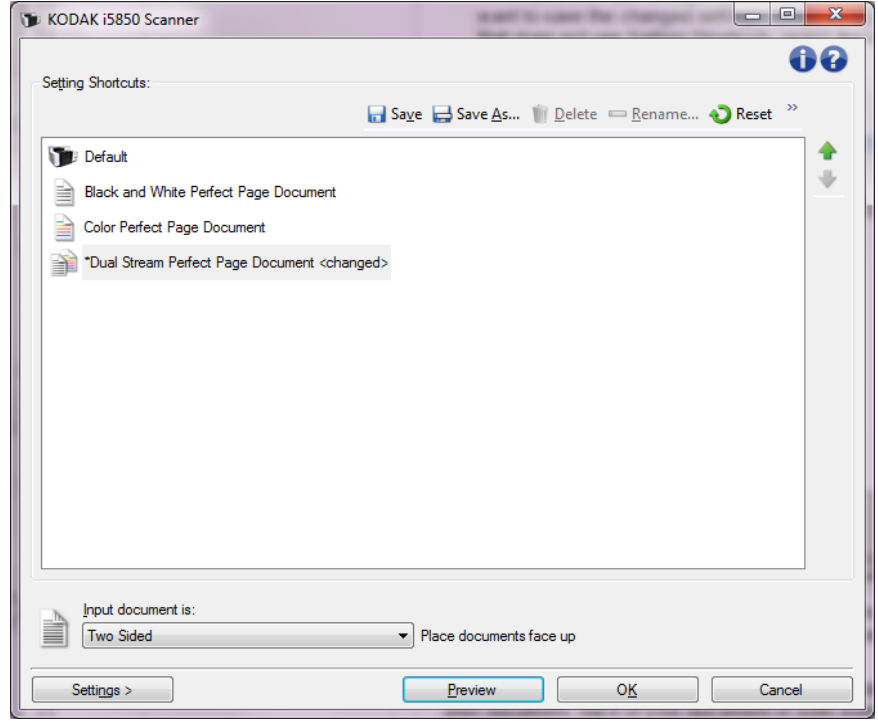 KODAK i5850 Scanner
Setting Shortcuts:
Save Save As... Delete Rename... Reset »
Default
Black and White Perfect Page Document
Color Perfect Page Document
*Dual Stream Perfect Page Document <changed>
Input document is:
Two Sided Place documents face up
Settings > Preview OK Cancel